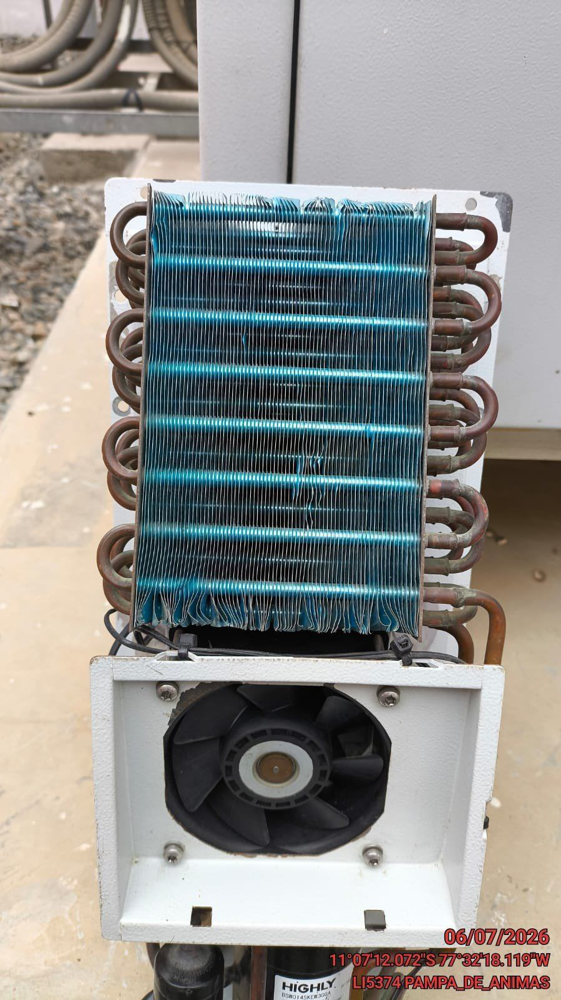 06/07/2026
11°07'12.072"S 77°32'18.119"W
LI5374 PAMPA_DE_ANIMAS
HIGHLY
BSW014SKEW3GGA